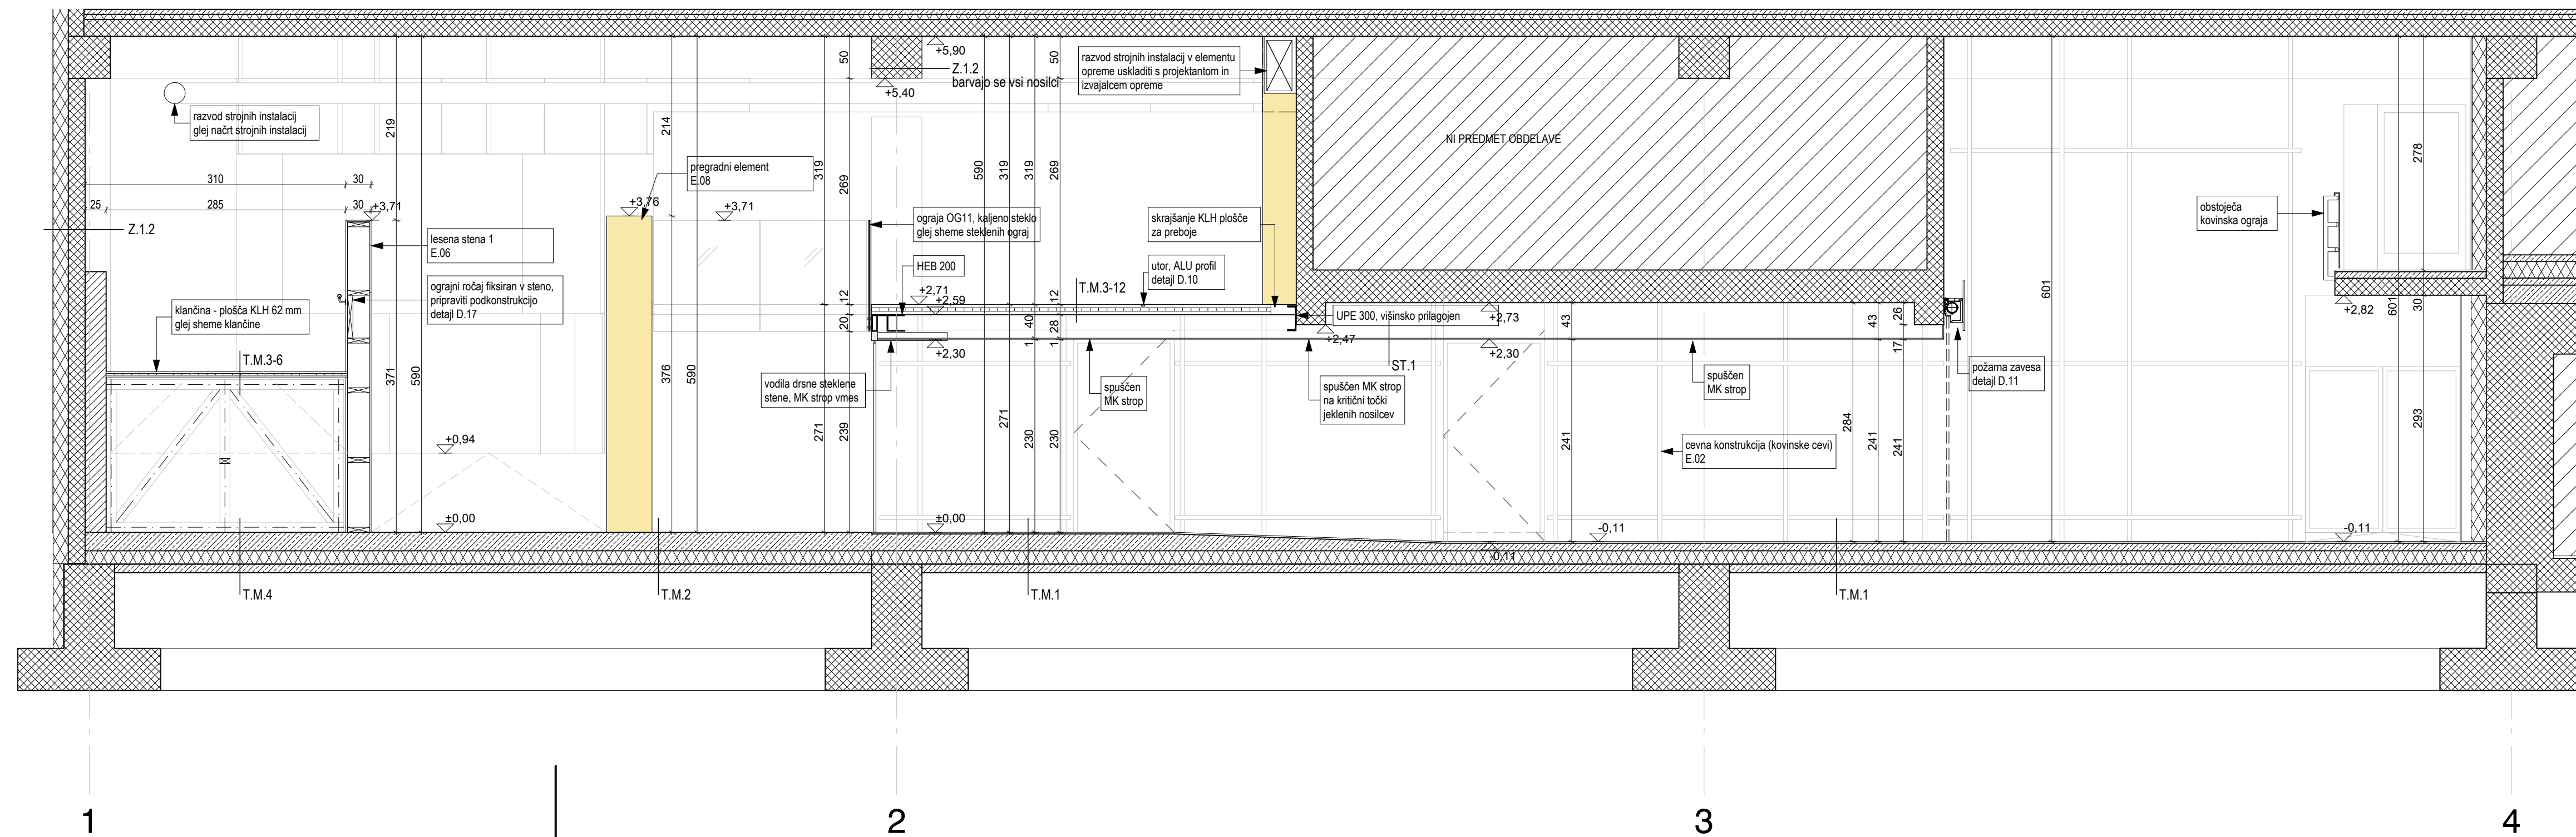 +5,90
Z.1.2
barvajo se vsi nosilci
+5,40
razvod strojnih instalacij v elementu
opreme uskladiti s projektantom in
izvajalcem opreme
razvod strojnih instalacij
glej načrt strojnih instalacij
NI PREDMET OBDELAVE
219
214
50
50
319
269
590
319
319
269
278
310
30
25
285
30
+3,71
Z.1.2
pregradni element
E.08
+3,76
+3,71
lesena stena 1
E.06
ograja OG11, kaljeno steklo
glej sheme steklenih ograj
skrajšanje KLH plošče
za preboje
obstoječa
kovinska ograja
ograjni ročaj fiksiran v steno,
pripraviti podkonstrukcijo
detajl D.17
HEB 200
utor, ALU profil
detajl D.10
T.M.3-12
klančina - plošča KLH 62 mm
glej sheme klančine
+2,71
+2,59
12
12
20
40
28
1
1
UPE 300, višinsko prilagojen
+2,73
+2,47
43
43
26
17
601
601
30
+2,82
T.M.3-6
371
590
376
590
+2,30
+2,30
ST.1
požarna zavesa
detajl D.11
vodila drsne steklene
stene, MK strop vmes
spuščen
MK strop
spuščen MK strop
na kritični točki
jeklenih nosilcev
spuščen
MK strop
271
239
271
230
230
241
284
241
241
293
cevna konstrukcija (kovinske cevi)
E.02
+0,94
±0,00
±0,00
-0,11
-0,11
-0,11
T.M.4
T.M.2
T.M.1
T.M.1
1
2
3
4